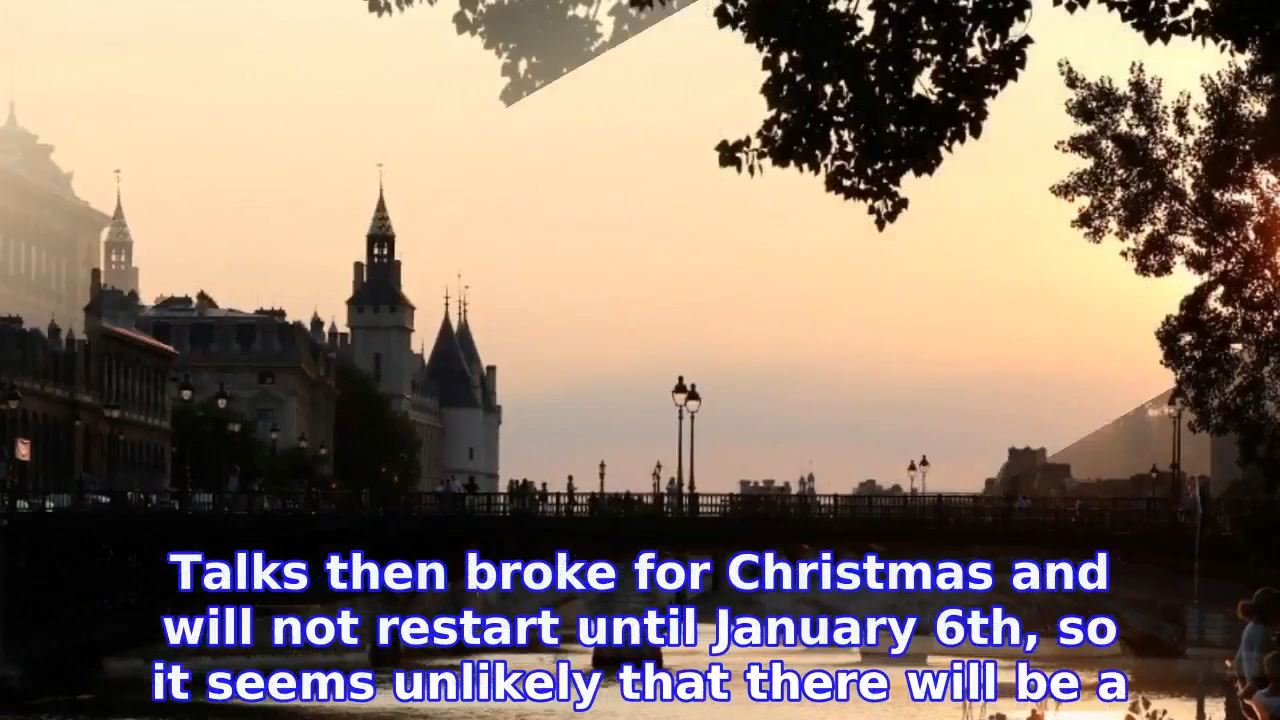 Talks then broke for Christmas and
will not restart until January 6th, so
it seems unlikely that there will be a